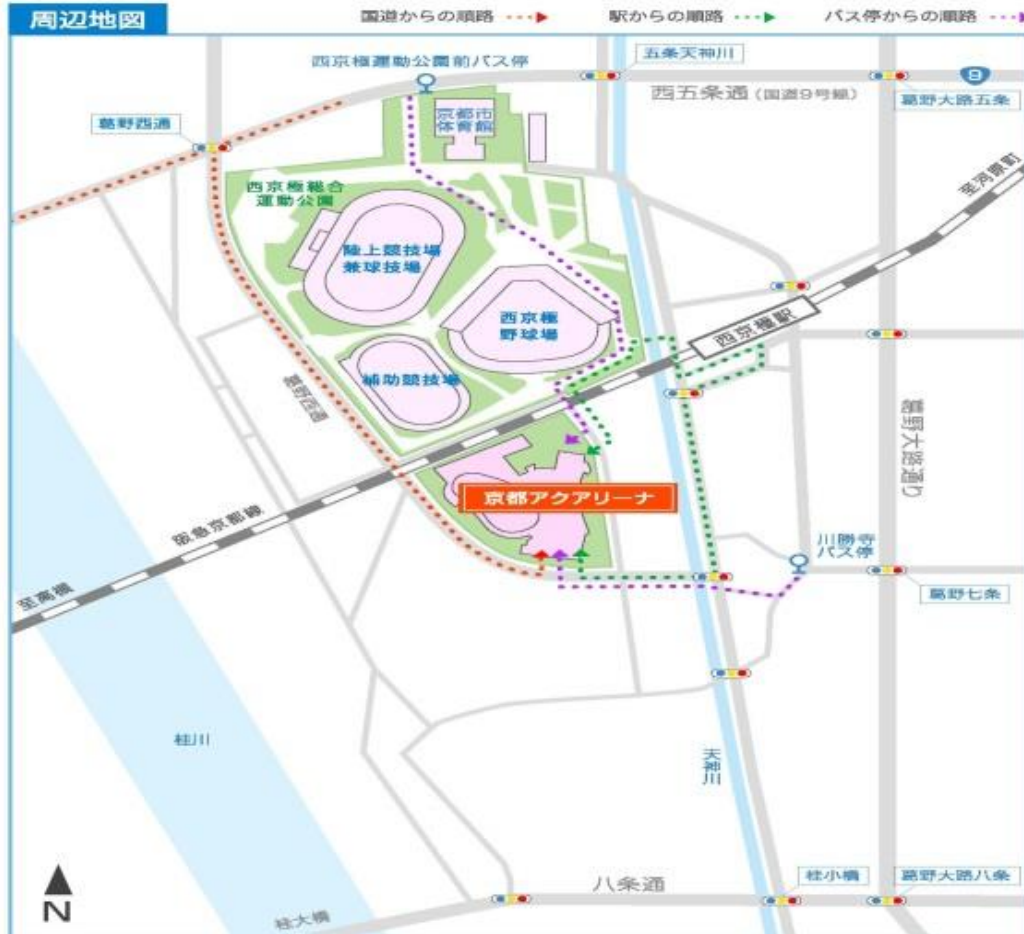 周辺地図
国道からの順路
駅からの順路
バス停からの順路
西京極運動公園前バス停
五条天神川
9
西五条通（国道9号線）
葛野大路五条
葛野西通
京都市
体育館
至河原町
西京極総合
運動公園
陸上競技場
兼球技場
西京極
野球場
西京極駅
補助競技場
葛野西通
葛野大路通り
京都アクアリーナ
阪急京都線
川勝寺
バス停
至高槻
葛野七条
桂川
天神川
N
八条通
桂小橋
葛野大路八条
桂大橋